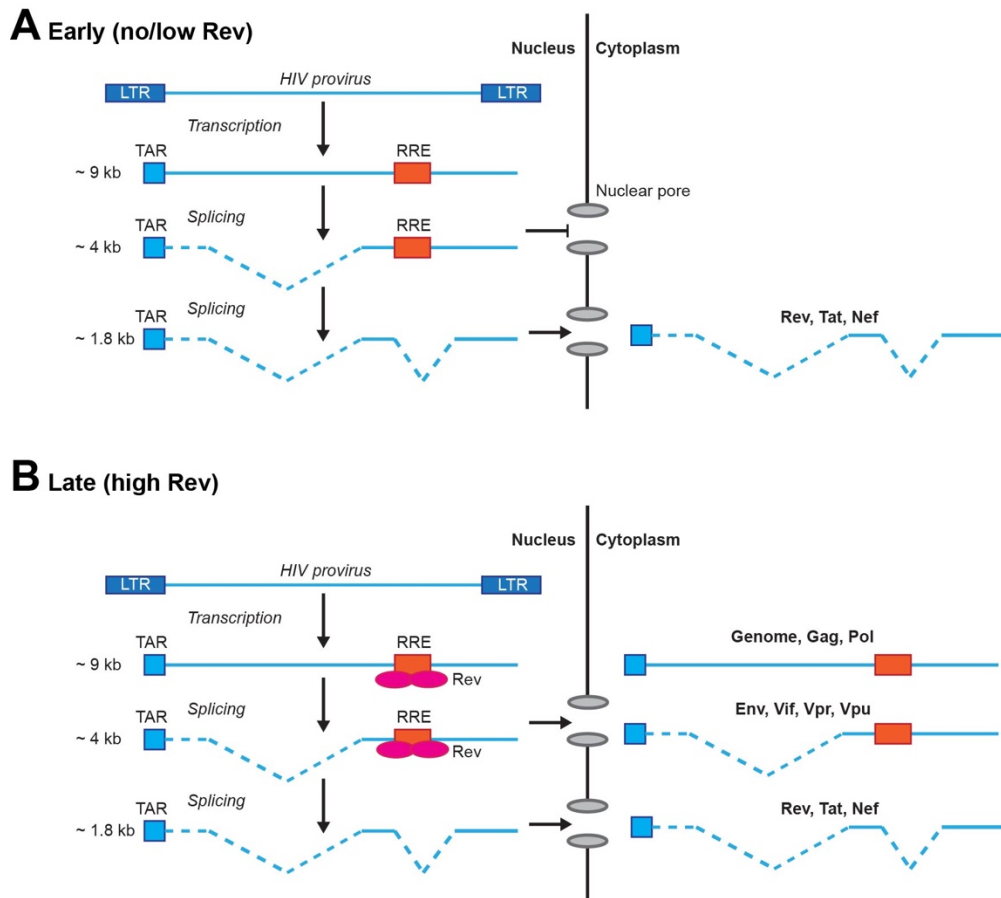 A Early (no/low Rev)
Nucleus Cytoplasm
HIV provirus
LTR LTR
Transcription
TAR RRE
~ 9 kb
Nuclear pore
TAR Splicing RRE
~ 4 kb
TAR Splicing
Rev, Tat, Nef
~ 1.8 kb
B Late (high Rev)
Nucleus Cytoplasm
HIV provirus
LTR LTR
Transcription
TAR RRE
Genome, Gag, Pol
~ 9 kb
Rev
TAR Splicing RRE
Env, Vif, Vpr, Vpu
~ 4 kb
Rev
TAR Splicing
Rev, Tat, Nef
~ 1.8 kb